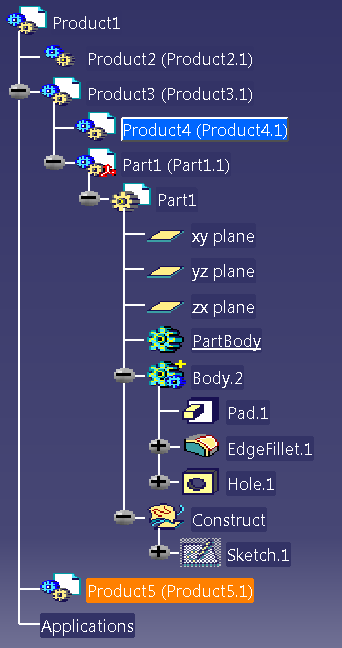 Product1
Product2 (Product2.1)
Product3 (Product3.1)
Product4 (Product4.1)
Part1 (Part1.1)
Part1
xy plane
yz plane
zx plane
PartBody
Body.2
Pad.1
EdgeFillet.1
Hole.1
Construct
Sketch.1
Product5 (Product5.1)
Applications